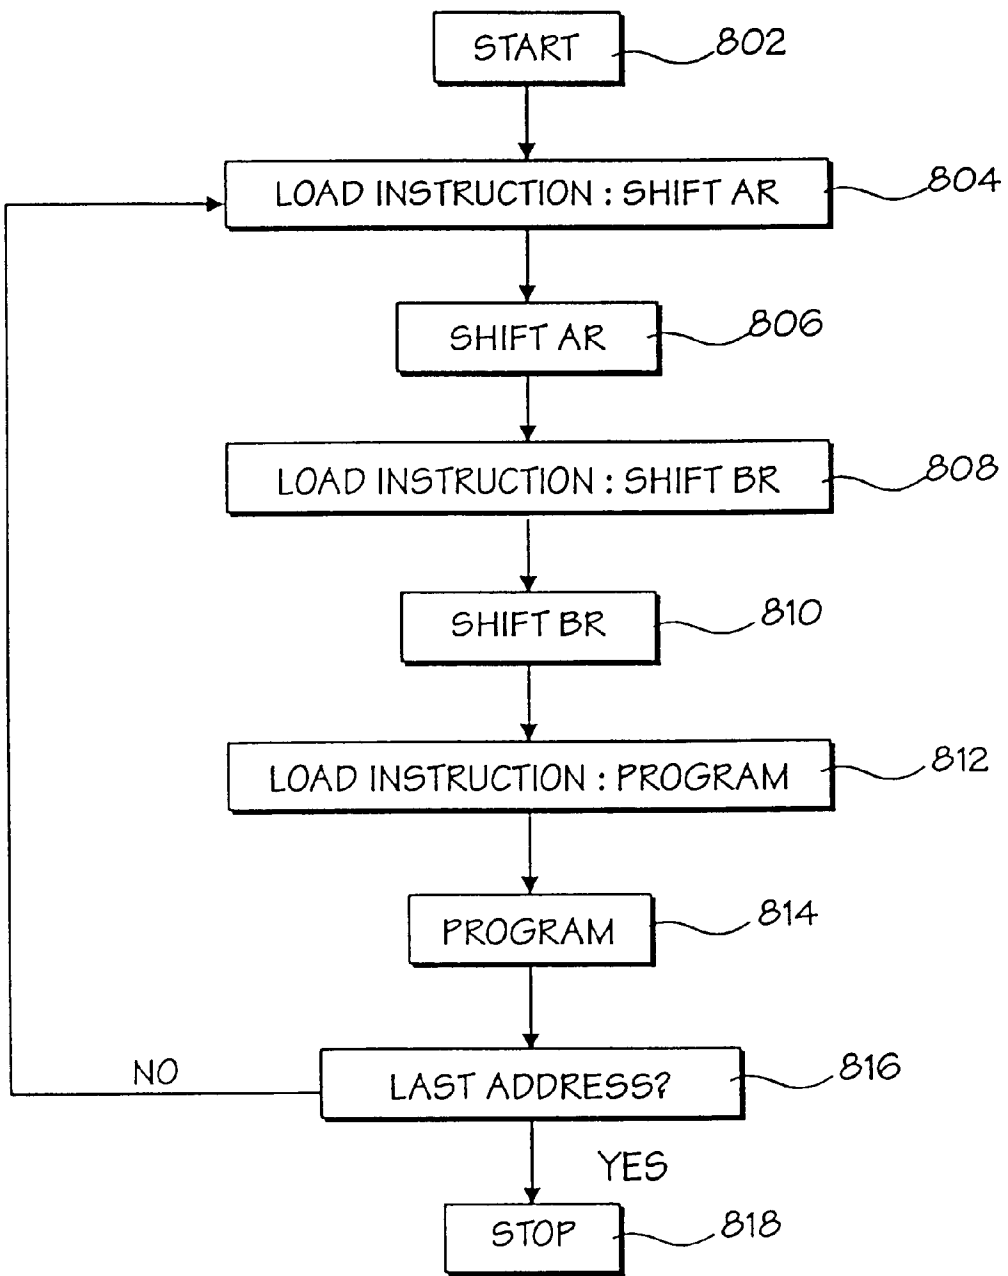 START
802
LOAD INSTRUCTION : SHIFT AR
804
SHIFT AR
806
LOAD INSTRUCTION : SHIFT BR
808
SHIFT BR
810
LOAD INSTRUCTION : PROGRAM
812
PROGRAM
814
LAST ADDRESS?
816
NO
YES
STOP
818